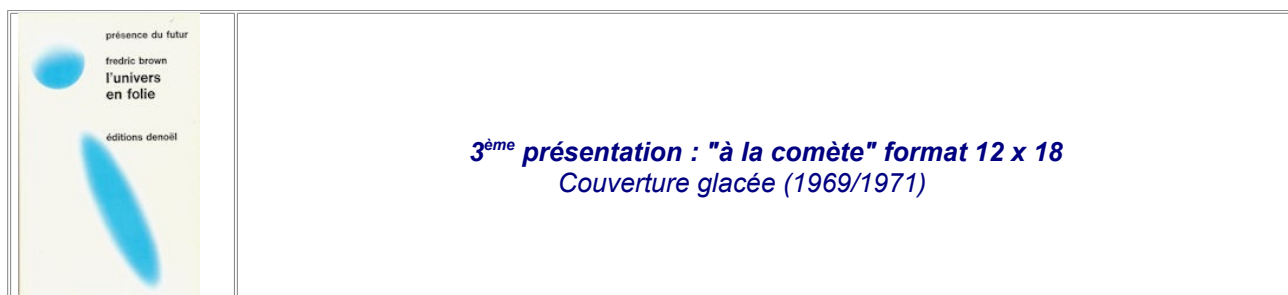 présence du futur
fredric brown
l'univers
en folie
éditions denoël
3ème présentation : "à la comète" format 12 x 18
Couverture glacée (1969/1971)